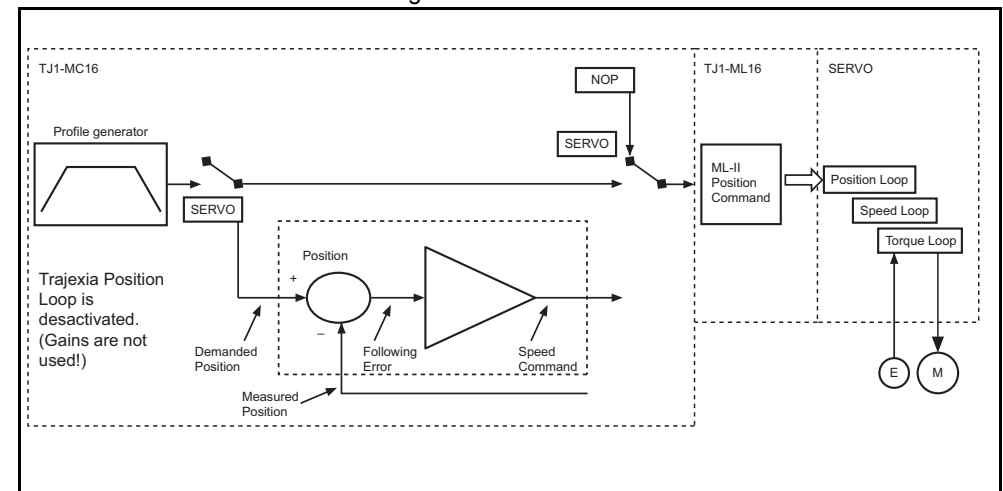 TJ1-MC16
TJ1-ML16
SERVO
NOP
Profile generator
SERVO
ML-II
Position
Command
Position Loop
SERVO
Speed Loop
Torque Loop
Position
+
Trajexia Position
Loop is
desactivated.
(Gains are not
used!)
_
Demanded
Position
Following
Error
Speed
Command
E
M
Measured
Position